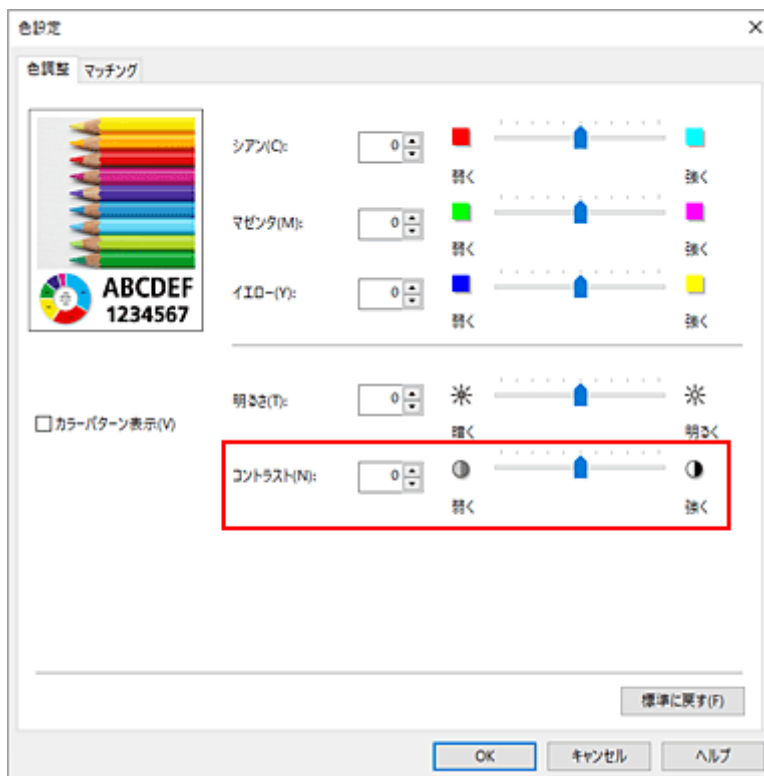 色設定
色調整 マッチング
ABCDEF
1234567
シアン(C): 0
弱く 強く
マゼンタ(M): 0
弱く 強く
イエロー(Y): 0
弱く 強く
明るさ(T): 0
暗く 明るく
カラーパターン表示(V)
コントラスト(N): 0
弱く 強く
標準に戻す(F)
OK キャンセル ヘルプ